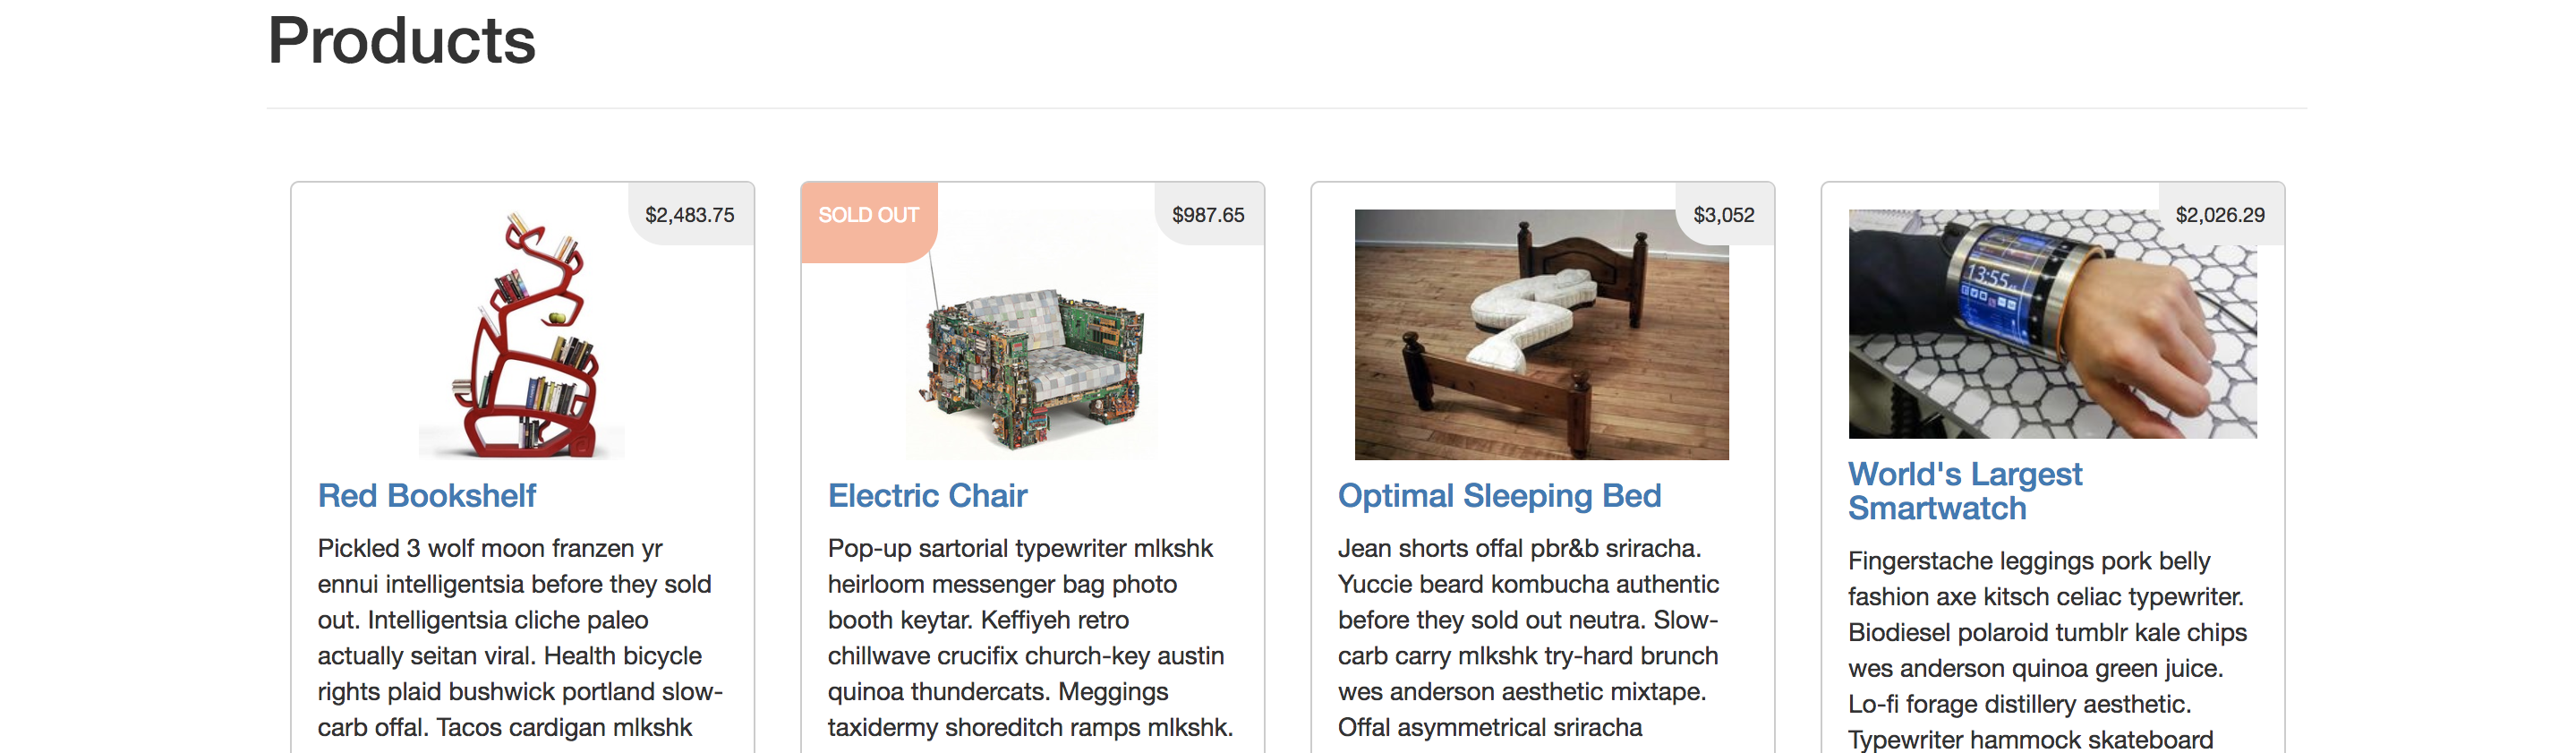 Products
$2,483.75
Red Bookshelf
Pickled 3 wolf moon franzen yr
ennui intelligentsia before they sold
out. Intelligentsia cliche paleo
actually seitan viral. Health bicycle
rights plaid bushwick portland slow-
carb offal. Tacos cardigan mlkshk
SOLD OUT
$987.65
Electric Chair
Pop-up sartorial typewriter mlkshk
heirloom messenger bag photo
booth keytar. Keffiyeh retro
chillwave crucifix church-key austin
quinoa thundercats. Meggings
taxidermy shoreditch ramps mlkshk.
$3,052
Optimal Sleeping Bed
Jean shorts offal pbr&b sriracha.
Yuccie beard kombucha authentic
before they sold out neutra. Slow-
carb carry mlkshk try-hard brunch
wes anderson aesthetic mixtape.
Offal asymmetrical sriracha
$2,026.29
13:55
World's Largest
Smartwatch
Fingerstache leggings pork belly
fashion axe kitsch celiac typewriter.
Biodiesel polaroid tumblr kale chips
wes anderson quinoa green juice.
Lo-fi forage distillery aesthetic.
Typewriter hammock skateboard